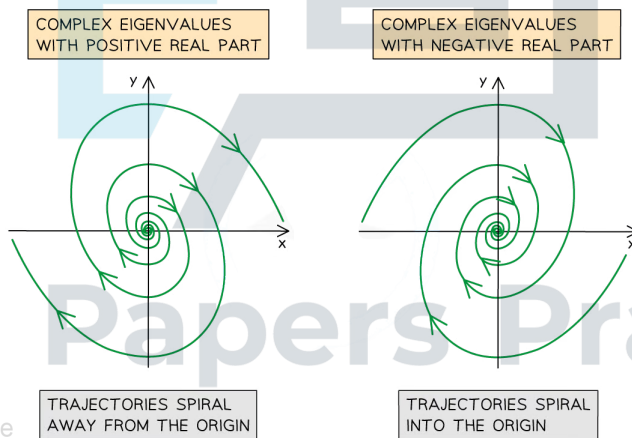 COMPLEX EIGENVALUES
WITH POSITIVE REAL PART
COMPLEX EIGENVALUES
WITH NEGATIVE REAL PART
y
x
y
x
Papers Pra
TRAJECTORIES SPIRAL
AWAY FROM THE ORIGIN
TRAJECTORIES SPIRAL
INTO THE ORIGIN
e